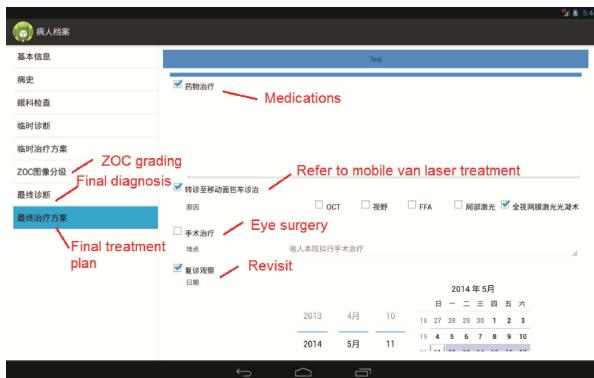 5:4
病人档案
基本信息
病史
眼科检查
临时诊断
临时治疗方案
ZOC图像分级
ZOC grading
最终诊断
Final diagnosis
最终治疗方案
Final treatment
plan
Test
药物治疗
Medications
Refer to mobile van laser treatment
转诊至移动面包车诊治
原因
OCT
视野
FFA
局部激光
全视网膜激光光凝术
手术治疗
Eye surgery
地点
收入本院拟行手术治疗
复诊观察
Revisit
日期
2014 年 5月
日 一 二 三 四 五 六
2013 4月 10
18 27 28 29 30 1 2 3
19 4 5 6 7 8 9 10
2014 5月 11